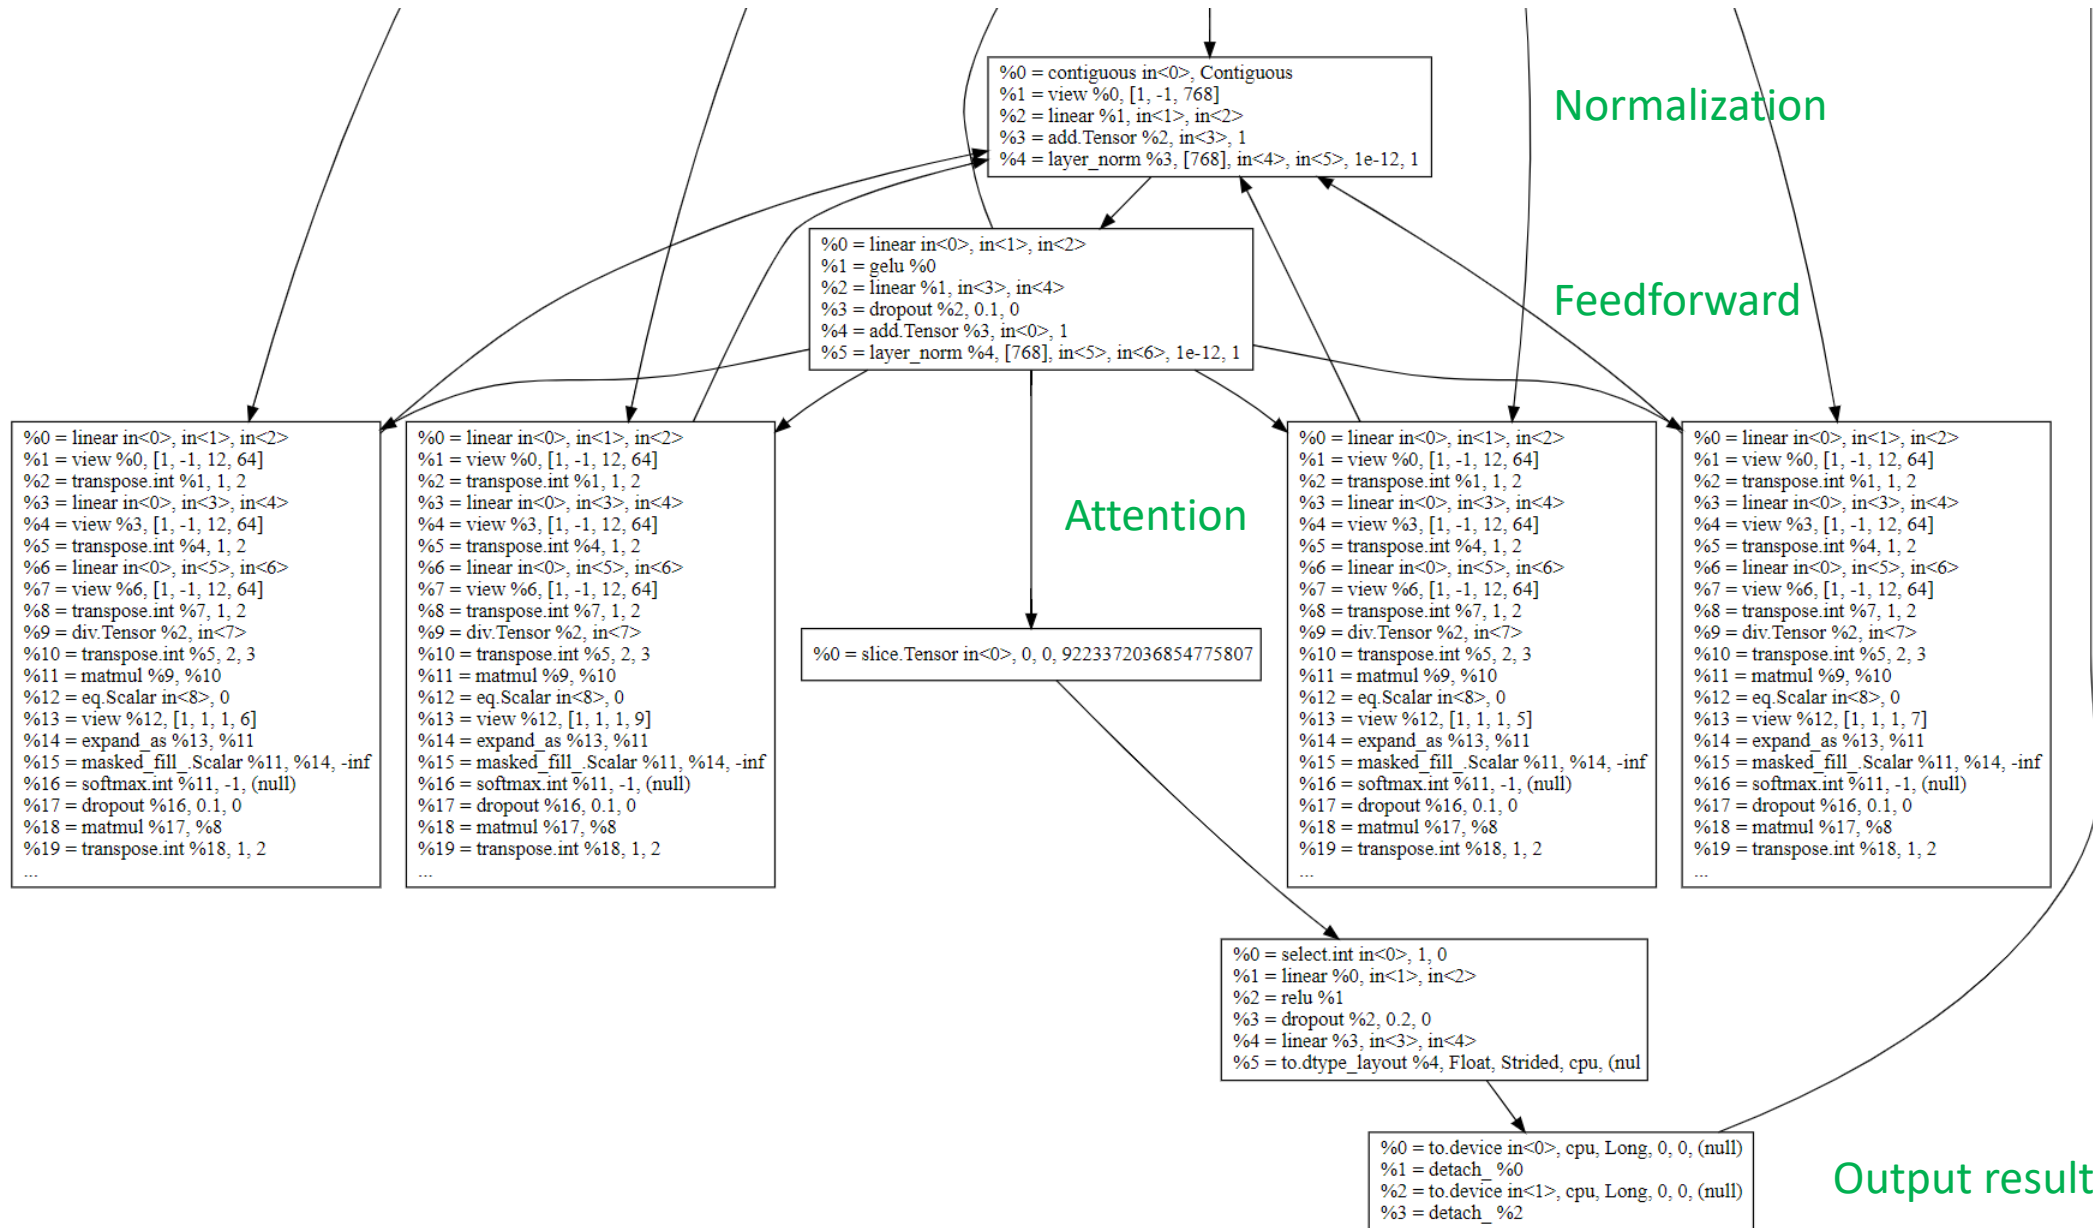 %0 = contiguous in<0>, Contiguous
%1 = view %0, [1, -1, 768]
%2 = linear %1, in<1>, in<2>
%3 = add.Tensor %2, in<3>, 1
%4 = layer_norm %3, [768], in<4>, in<5>, 1e-12, 1
Normalization
%0 = linear in<0>, in<1>, in<2>
%1 = gelu %0
%2 = linear %1, in<3>, in<4>
%3 = dropout %2, 0.1, 0
%4 = add.Tensor %3, in<0>, 1
%5 = layer_norm %4, [768], in<5>, in<6>, 1e-12, 1
Feedforward
%0 = linear in<0>, in<1>, in<2>
%1 = view %0, [1, -1, 12, 64]
%2 = transpose.int %1, 1, 2
%3 = linear in<0>, in<3>, in<4>
%4 = view %3, [1, -1, 12, 64]
%5 = transpose.int %4, 1, 2
%6 = linear in<0>, in<5>, in<6>
%7 = view %6, [1, -1, 12, 64]
%8 = transpose.int %7, 1, 2
%9 = div.Tensor %2, in<7>
%10 = transpose.int %5, 2, 3
%11 = matmul %9, %10
%12 = eq.Scalar in<8>, 0
%13 = view %12, [1, 1, 1, 6]
%14 = expand_as %13, %11
%15 = masked_fill_.Scalar %11, %14, -inf
%16 = softmax.int %11, -1, (null)
%17 = dropout %16, 0.1, 0
%18 = matmul %17, %8
%19 = transpose.int %18, 1, 2
...
%0 = linear in<0>, in<1>, in<2>
%1 = view %0, [1, -1, 12, 64]
%2 = transpose.int %1, 1, 2
%3 = linear in<0>, in<3>, in<4>
%4 = view %3, [1, -1, 12, 64]
%5 = transpose.int %4, 1, 2
%6 = linear in<0>, in<5>, in<6>
%7 = view %6, [1, -1, 12, 64]
%8 = transpose.int %7, 1, 2
%9 = div.Tensor %2, in<7>
%10 = transpose.int %5, 2, 3
%11 = matmul %9, %10
%12 = eq.Scalar in<8>, 0
%13 = view %12, [1, 1, 1, 9]
%14 = expand_as %13, %11
%15 = masked_fill_.Scalar %11, %14, -inf
%16 = softmax.int %11, -1, (null)
%17 = dropout %16, 0.1, 0
%18 = matmul %17, %8
%19 = transpose.int %18, 1, 2
...
Attention
%0 = slice.Tensor in<0>, 0, 0, 9223372036854775807
%0 = linear in<0>, in<1>, in<2>
%1 = view %0, [1, -1, 12, 64]
%2 = transpose.int %1, 1, 2
%3 = linear in<0>, in<3>, in<4>
%4 = view %3, [1, -1, 12, 64]
%5 = transpose.int %4, 1, 2
%6 = linear in<0>, in<5>, in<6>
%7 = view %6, [1, -1, 12, 64]
%8 = transpose.int %7, 1, 2
%9 = div.Tensor %2, in<7>
%10 = transpose.int %5, 2, 3
%11 = matmul %9, %10
%12 = eq.Scalar in<8>, 0
%13 = view %12, [1, 1, 1, 5]
%14 = expand_as %13, %11
%15 = masked_fill_.Scalar %11, %14, -inf
%16 = softmax.int %11, -1, (null)
%17 = dropout %16, 0.1, 0
%18 = matmul %17, %8
%19 = transpose.int %18, 1, 2
...
%0 = linear in<0>, in<1>, in<2>
%1 = view %0, [1, -1, 12, 64]
%2 = transpose.int %1, 1, 2
%3 = linear in<0>, in<3>, in<4>
%4 = view %3, [1, -1, 12, 64]
%5 = transpose.int %4, 1, 2
%6 = linear in<0>, in<5>, in<6>
%7 = view %6, [1, -1, 12, 64]
%8 = transpose.int %7, 1, 2
%9 = div.Tensor %2, in<7>
%10 = transpose.int %5, 2, 3
%11 = matmul %9, %10
%12 = eq.Scalar in<8>, 0
%13 = view %12, [1, 1, 1, 7]
%14 = expand_as %13, %11
%15 = masked_fill_.Scalar %11, %14, -inf
%16 = softmax.int %11, -1, (null)
%17 = dropout %16, 0.1, 0
%18 = matmul %17, %8
%19 = transpose.int %18, 1, 2
...
%0 = select.int in<0>, 1, 0
%1 = linear %0, in<1>, in<2>
%2 = relu %1
%3 = dropout %2, 0.2, 0
%4 = linear %3, in<3>, in<4>
%5 = to.dtype_layout %4, Float, Strided, cpu, (nul
%0 = to.device in<0>, cpu, Long, 0, 0, (null)
%1 = detach_ %0
%2 = to.device in<1>, cpu, Long, 0, 0, (null)
%3 = detach_ %2
Output result